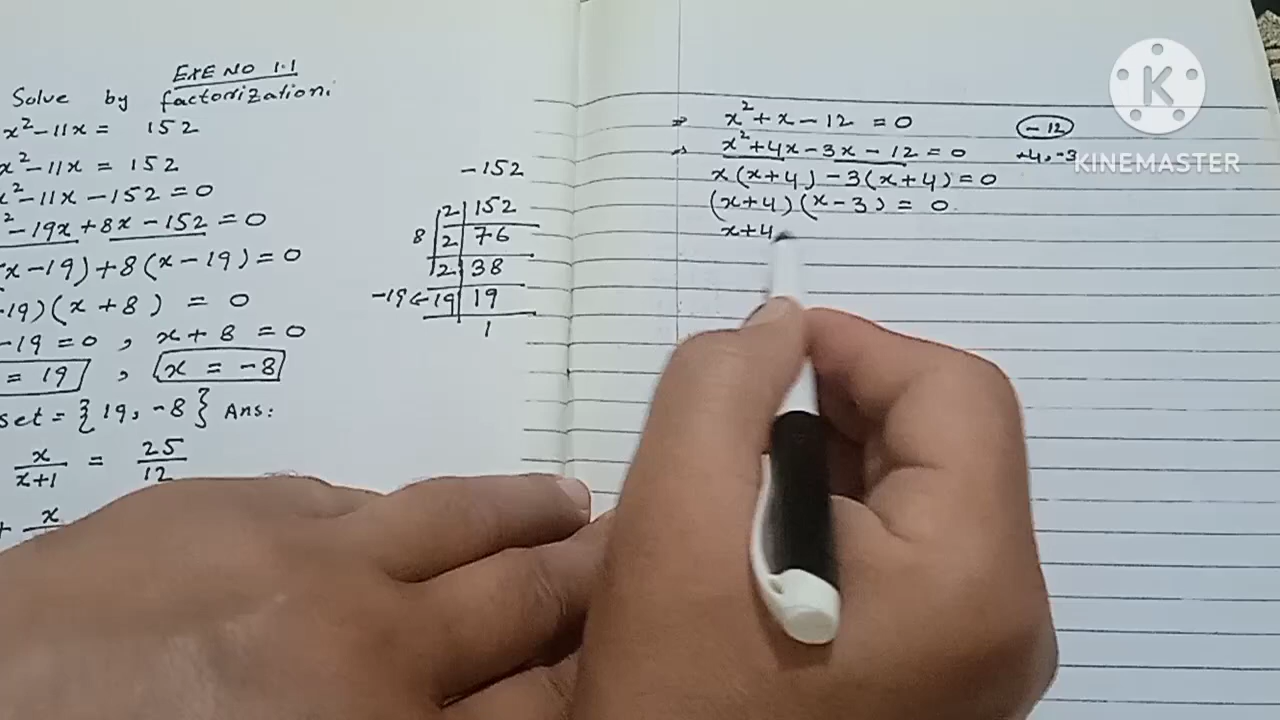 EXE NO 1.1
Solve by factorization:
x² - 11x = 152
x² - 11x = 152
x² - 11x - 152 = 0
² - 19x + 8x - 152 = 0
x - 19) + 8(x - 19) = 0
-19)(x + 8) = 0
-19 = 0 , x + 8 = 0
= 19 , x = -8
set = {19, -8} Ans:
x/x+1 = 25/12
+ x
-152
2 | 152
8 2 | 76
2 | 38
-19 ← 19 | 19
1
⇒ x² + x - 12 = 0
-12
⇒ x² + 4x - 3x - 12 = 0
+4, -3
x(x + 4) - 3(x + 4) = 0
(x + 4)(x - 3) = 0
x + 4
K
KINEMASTER